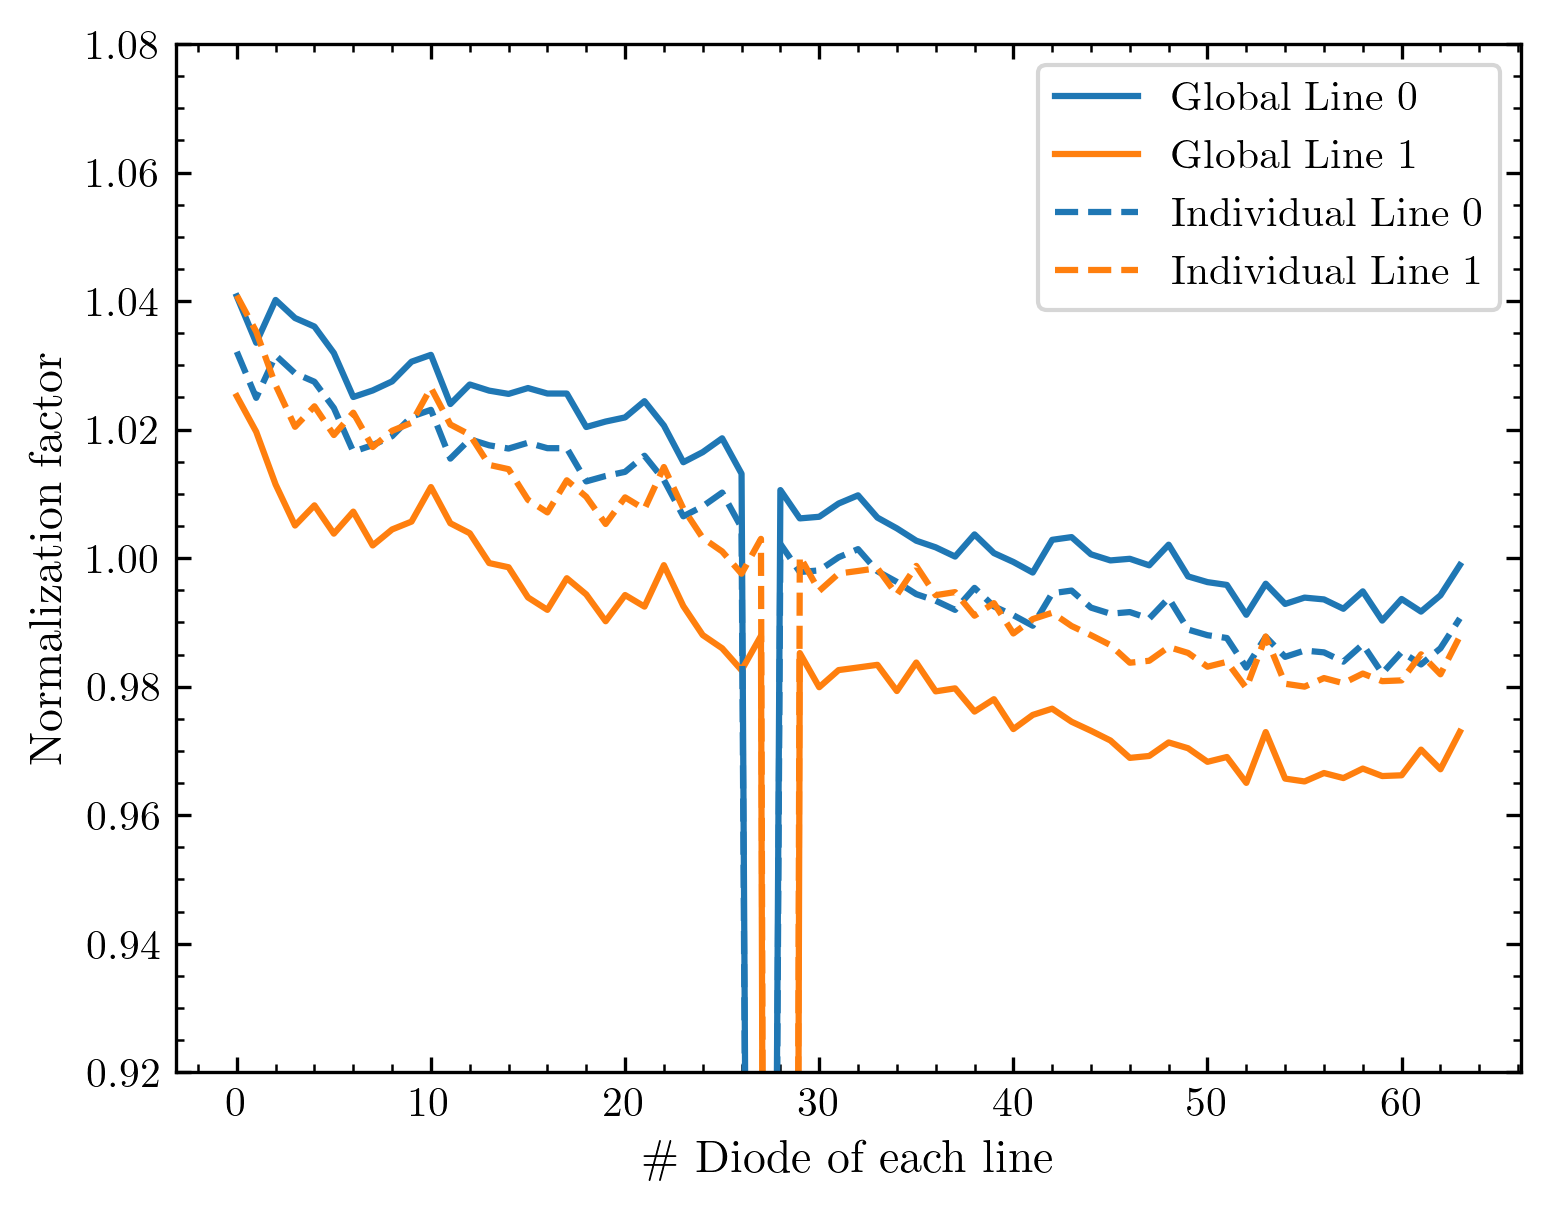 1.08
1.06
1.04
1.02
1.00
0.98
0.96
0.94
0.92
Normalization factor
0 10 20 30 40 50 60
# Diode of each line
Global Line 0
Global Line 1
Individual Line 0
Individual Line 1